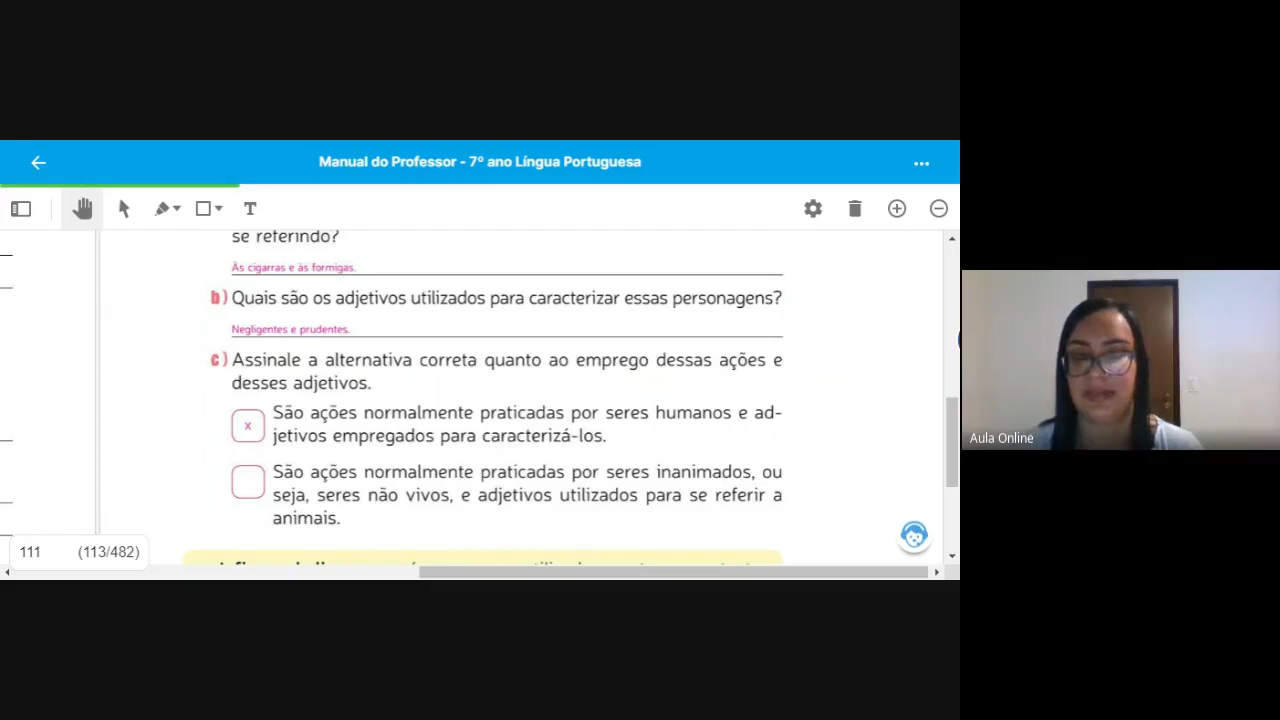 Manual do Professor - 7º ano Língua Portuguesa
T
se referindo?
Às cigarras e às formigas.
b) Quais são os adjetivos utilizados para caracterizar essas personagens?
Negligentes e prudentes.
c) Assinale a alternativa correta quanto ao emprego dessas ações e
desses adjetivos.
São ações normalmente praticadas por seres humanos e ad-
x
jetivos empregados para caracterizá-los.
São ações normalmente praticadas por seres inanimados, ou
seja, seres não vivos, e adjetivos utilizados para se referir a
animais.
111 (113/482)
Aula Online